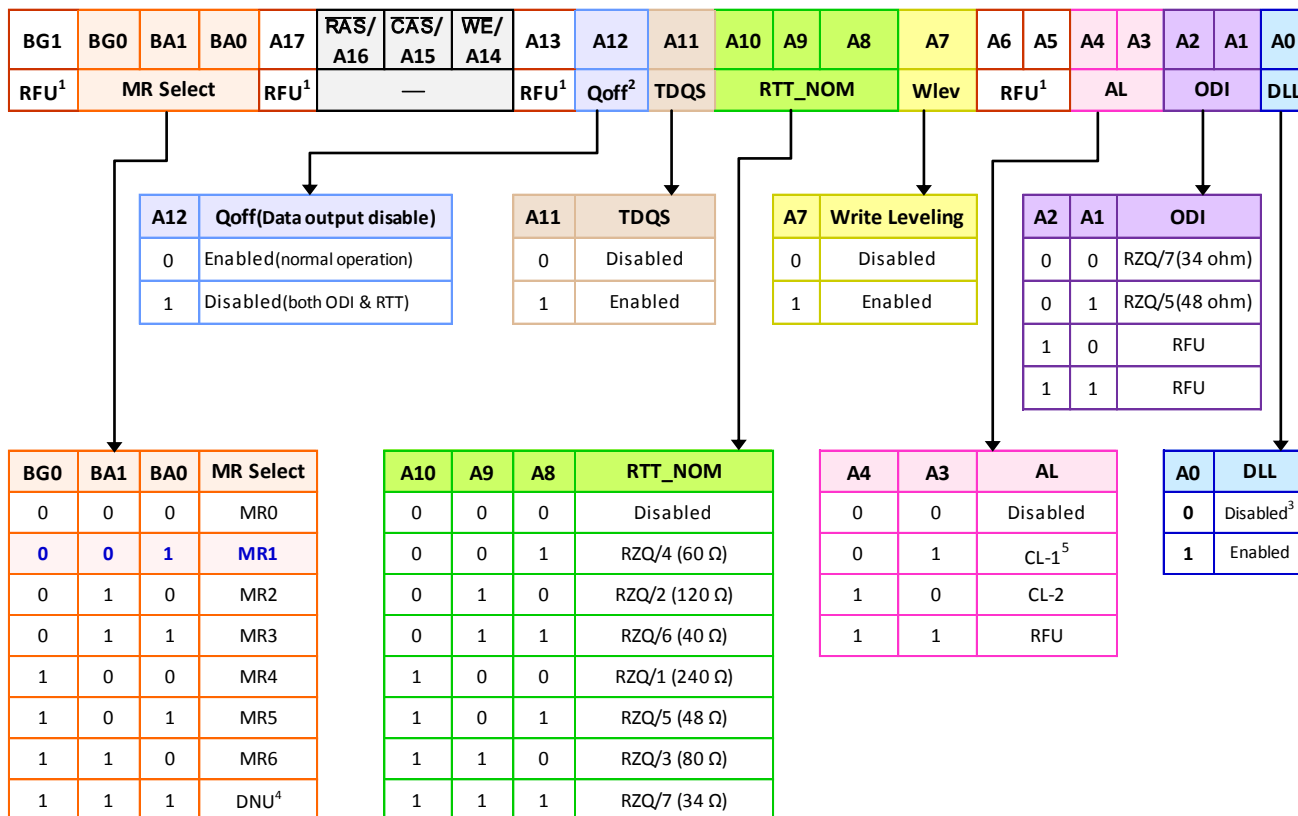 BG1 BG0 BA1 BA0 A17 RAS/ A16 CAS/ A15 WE/ A14 A13 A12 A11 A10 A9 A8 A7 A6 A5 A4 A3 A2 A1 A0
RFU1 MR Select RFU1 — RFU1 Qoff2 TDQS RTT_NOM Wlev RFU1 AL ODI DLL
A12 Qoff(Data output disable)
0 Enabled(normal operation)
1 Disabled(both ODI & RTT)
A11 TDQS
0 Disabled
1 Enabled
A7 Write Leveling
0 Disabled
1 Enabled
A2 A1 ODI
0 0 RZQ/7(34 ohm)
0 1 RZQ/5(48 ohm)
1 0 RFU
1 1 RFU
BG0 BA1 BA0 MR Select
0 0 0 MR0
0 0 1 MR1
0 1 0 MR2
0 1 1 MR3
1 0 0 MR4
1 0 1 MR5
1 1 0 MR6
1 1 1 DNU4
A10 A9 A8 RTT_NOM
0 0 0 Disabled
0 0 1 RZQ/4 (60 Ω)
0 1 0 RZQ/2 (120 Ω)
0 1 1 RZQ/6 (40 Ω)
1 0 0 RZQ/1 (240 Ω)
1 0 1 RZQ/5 (48 Ω)
1 1 0 RZQ/3 (80 Ω)
1 1 1 RZQ/7 (34 Ω)
A4 A3 AL
0 0 Disabled
0 1 CL-15
1 0 CL-2
1 1 RFU
A0 DLL
0 Disabled3
1 Enabled